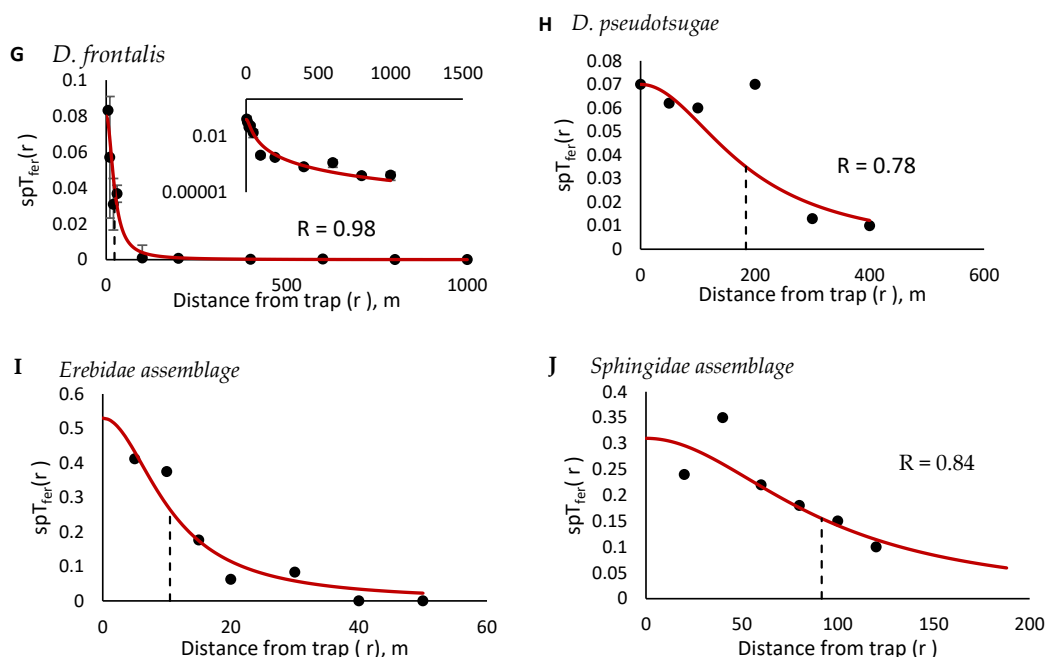 G D. frontalis
0 500 1000 1500
0.1
0.08
0.06
0.04
0.02
0
0.01
0.00001
R = 0.98
spT_fer(r )
0 500 1000
Distance from trap (r ), m
H D. pseudotsugae
0.08
0.07
0.06
0.05
0.04
0.03
0.02
0.01
0
R = 0.78
spT_fer(r )
0 200 400 600
Distance from trap (r ), m
I Erebidae assemblage
0.6
0.5
0.4
0.3
0.2
0.1
0
spT_fer(r )
0 20 40 60
Distance from trap ( r), m
J Sphingidae assemblage
0.4
0.35
0.3
0.25
0.2
0.15
0.1
0.05
0
R = 0.84
spT_fer( r )
0 50 100 150 200
Distance from trap (r )